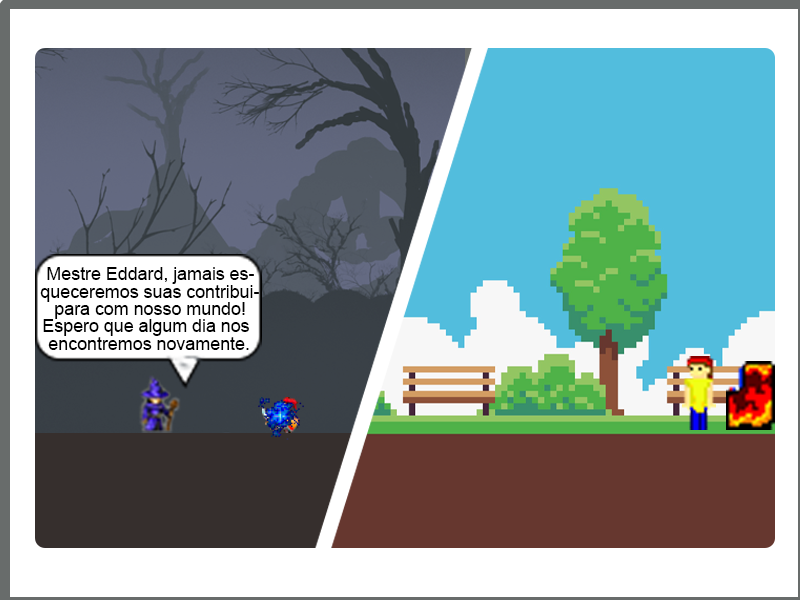 Mestre Eddard, jamais es-
queceremos suas contribui-
para com nosso mundo!
Espero que algum dia nos
encontremos novamente.